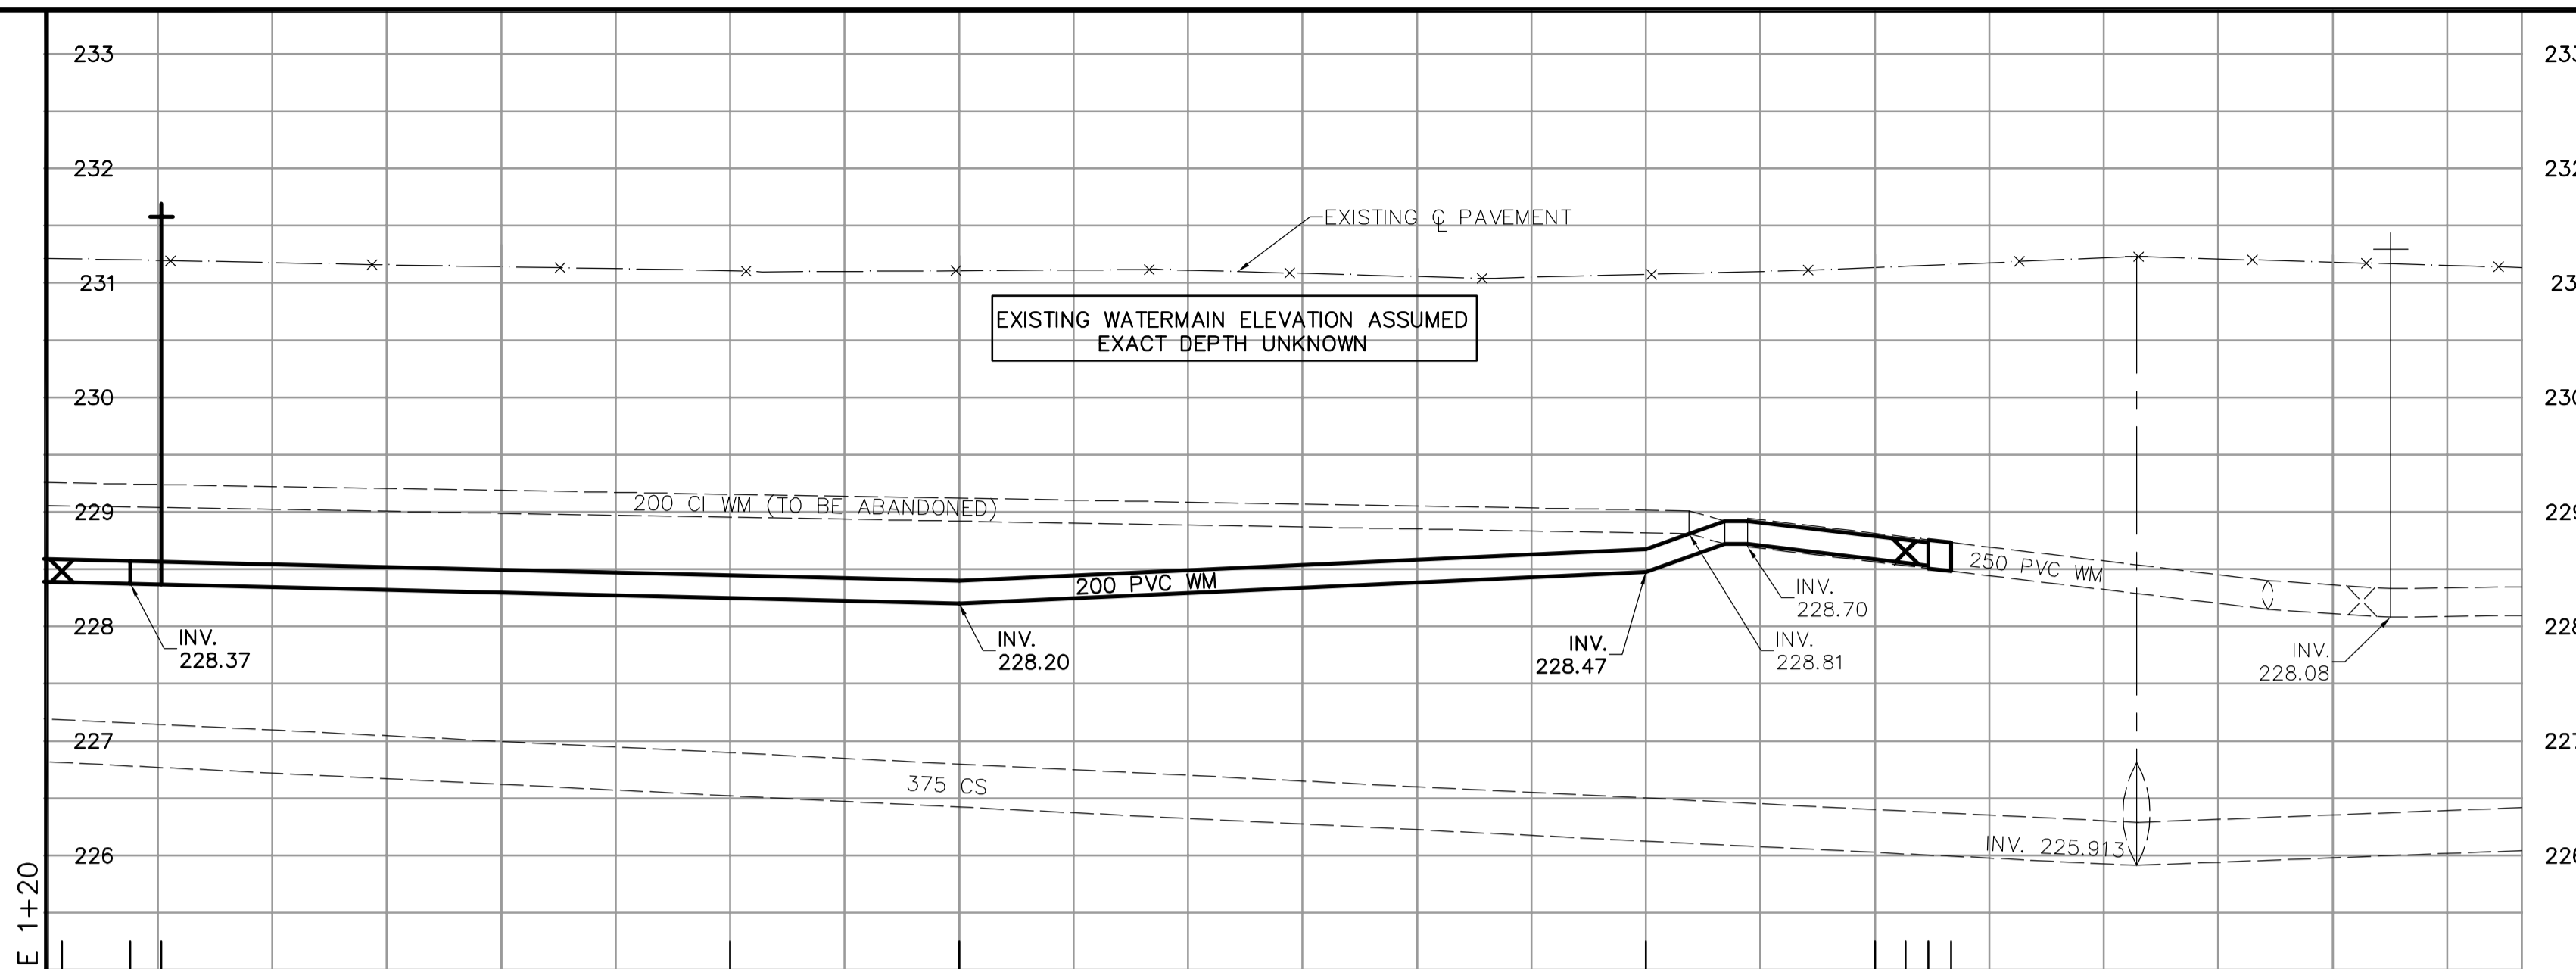 233
233
232
232
EXISTING ℄ PAVEMENT
231
23
EXISTING WATERMAIN ELEVATION ASSUMED
EXACT DEPTH UNKNOWN
230
230
200 CI WM (TO BE ABANDONED)
229
229
250 PVC WM
200 PVC WM
INV.
228.70
228
228
INV.
228.37
INV.
228.20
INV.
228.47
INV.
228.81
INV.
228.08
227
227
375 CS
INV. 225.913
226
226
E 1+20